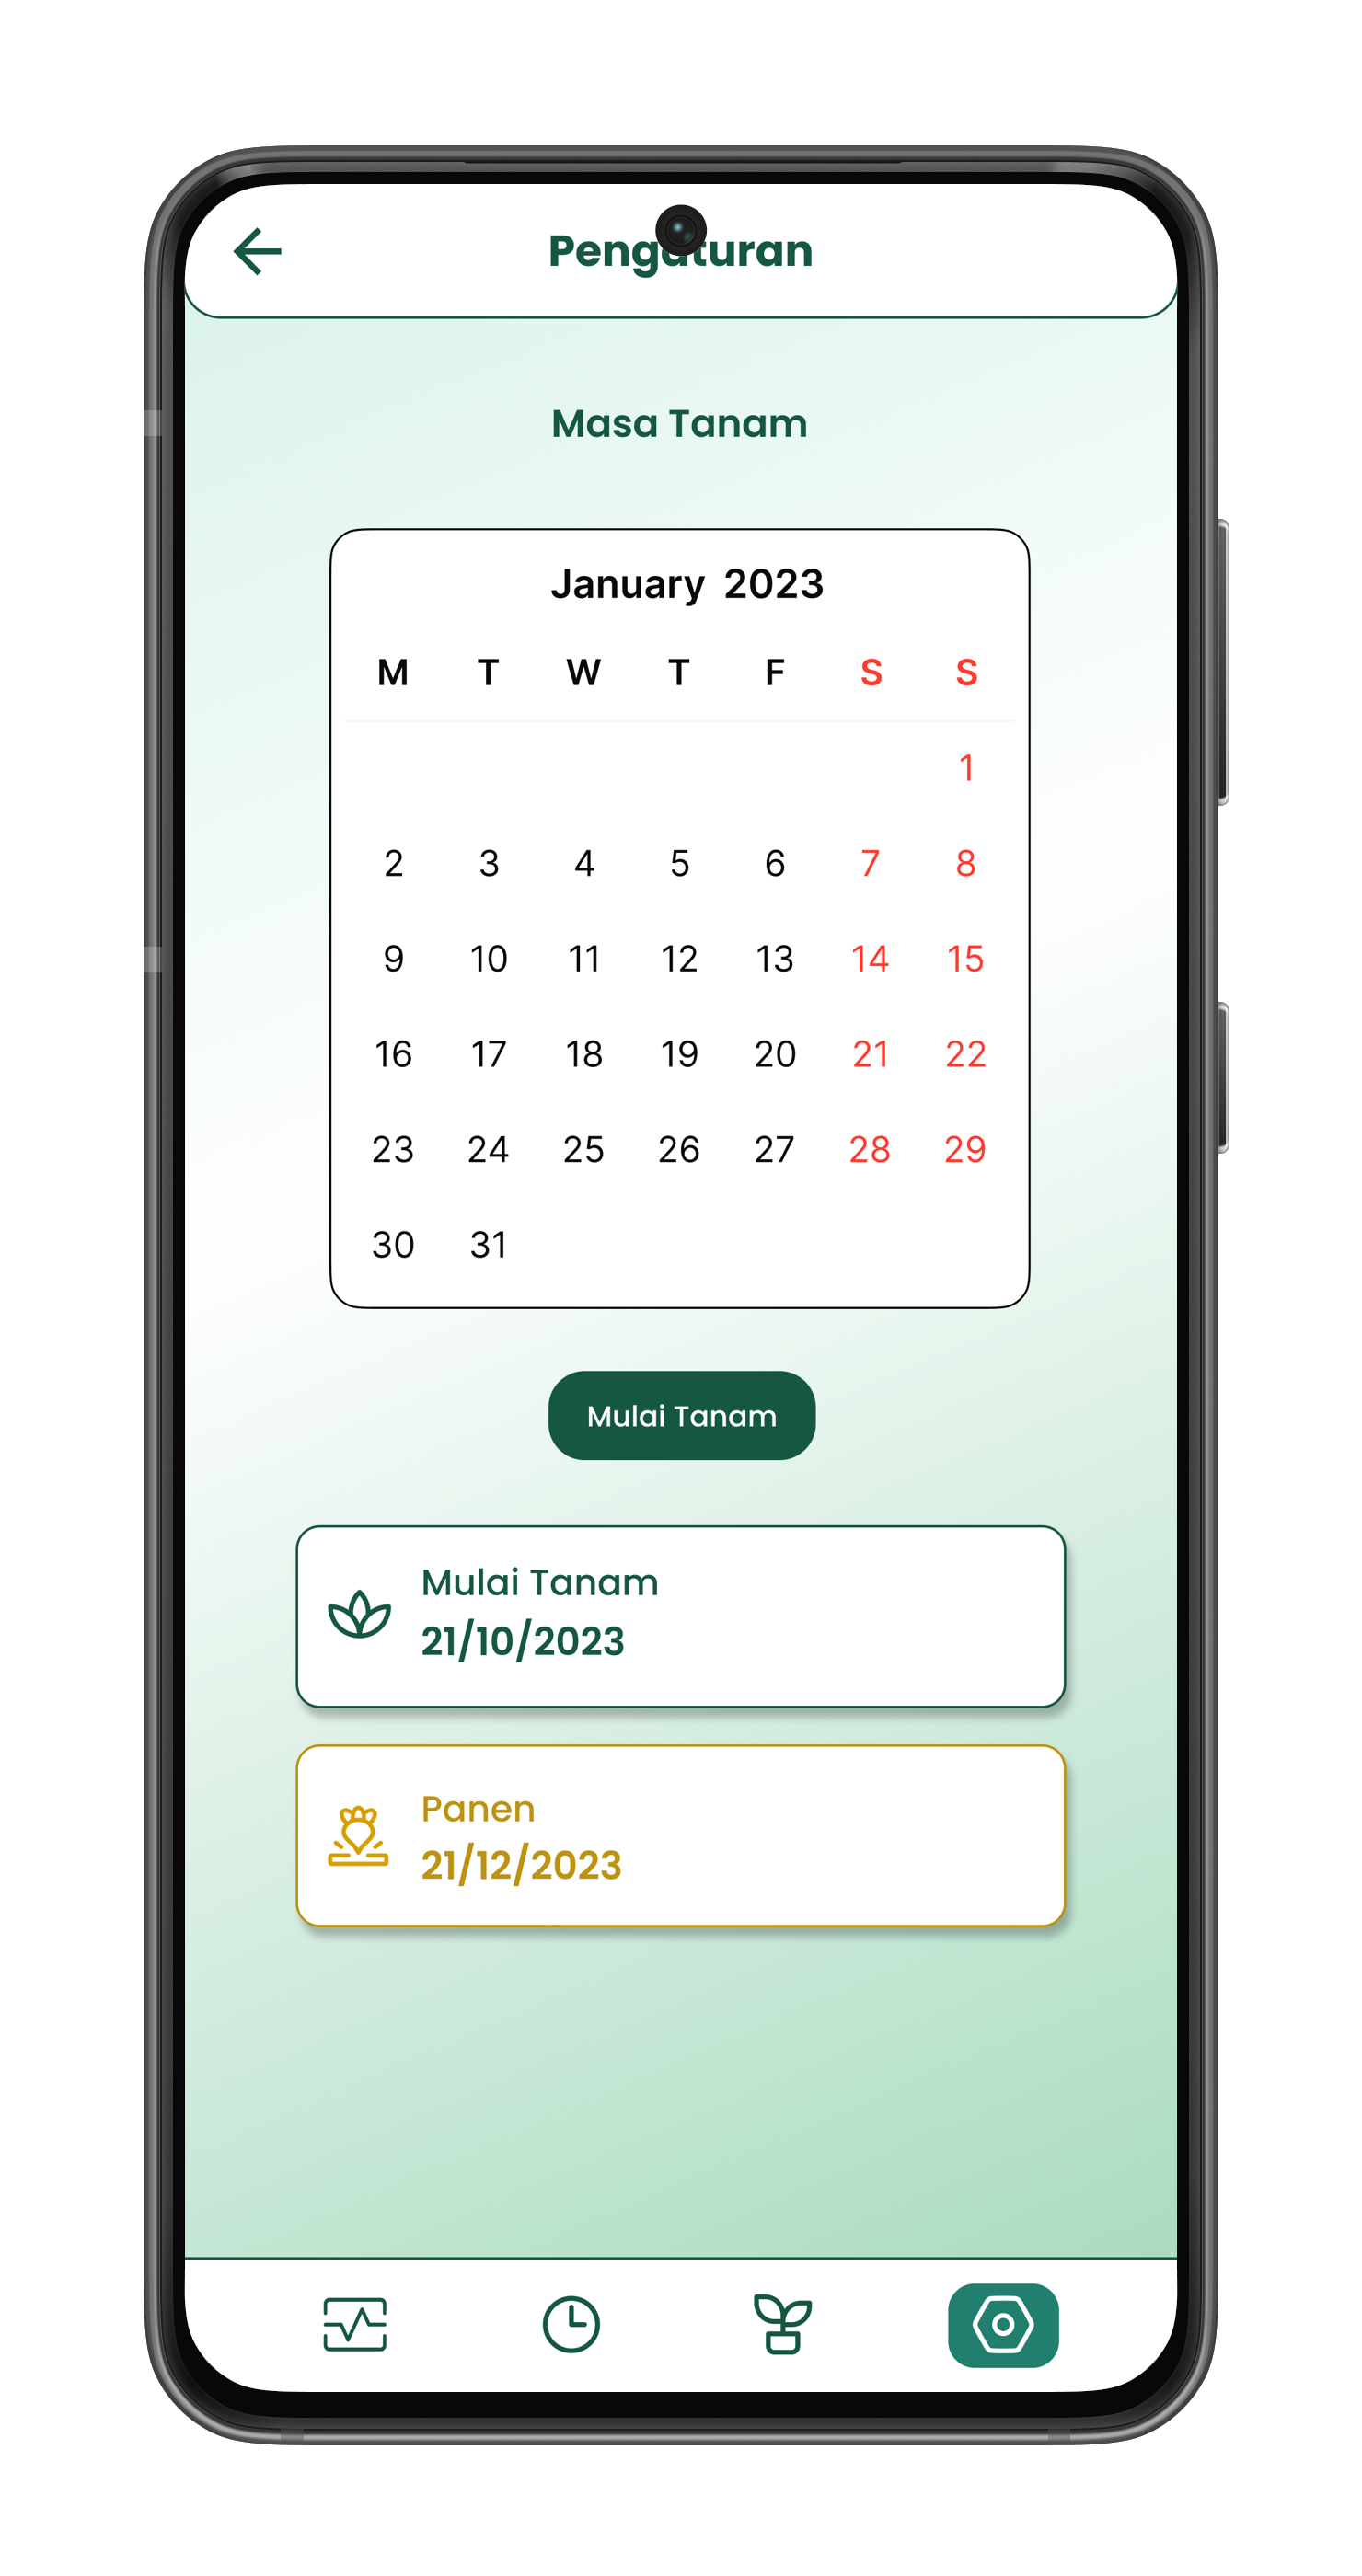 Pengaturan
Masa Tanam
January 2023
M T W T F S S
1
2 3 4 5 6 7 8
9 10 11 12 13 14 15
16 17 18 19 20 21 22
23 24 25 26 27 28 29
30 31
Mulai Tanam
Mulai Tanam
21/10/2023
Panen
21/12/2023